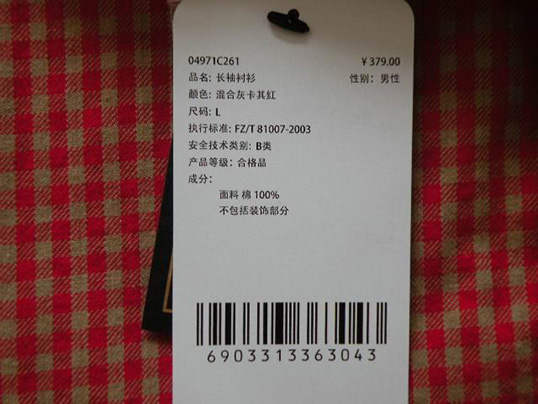 04971C261 ¥379.00
品名: 长袖衬衫 性别: 男性
颜色: 混合灰卡其红
尺码: L
执行标准: FZ/T 81007-2003
安全技术类别: B类
产品等级: 合格品
成分:
面料 棉 100%
不包括装饰部分
6903313363043